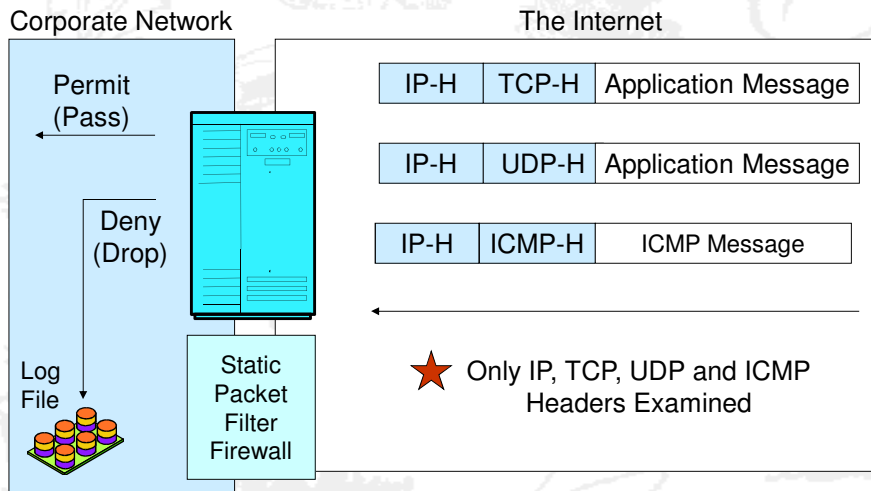 Corporate Network
The Internet
Permit
(Pass)
IP-H TCP-H Application Message
IP-H UDP-H Application Message
Deny
(Drop)
IP-H ICMP-H ICMP Message
Log
File
Static
Packet
Filter
Firewall
Only IP, TCP, UDP and ICMP
Headers Examined